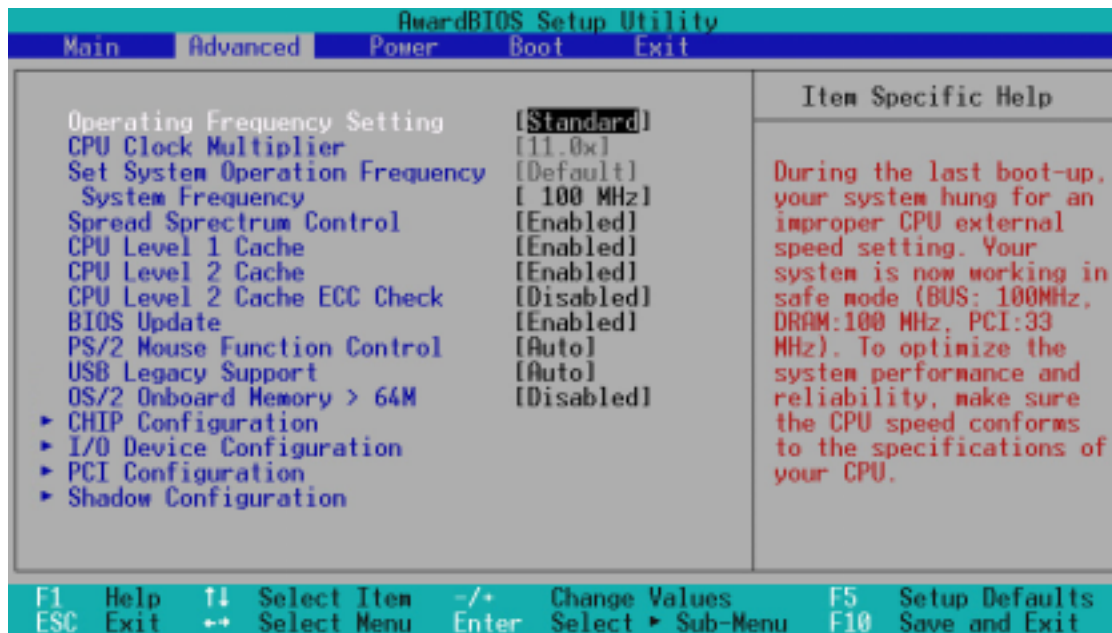 AwardBIOS Setup Utility
Main Advanced Power Boot Exit
Operating Frequency Setting [Standard]
CPU Clock Multiplier [11.0x]
Set System Operation Frequency [Default]
System Frequency [ 100 MHz]
Spread Sprectrum Control [Enabled]
CPU Level 1 Cache [Enabled]
CPU Level 2 Cache [Enabled]
CPU Level 2 Cache ECC Check [Disabled]
BIOS Update [Enabled]
PS/2 Mouse Function Control [Auto]
USB Legacy Support [Auto]
OS/2 Onboard Memory > 64M [Disabled]
► CHIP Configuration
► I/O Device Configuration
► PCI Configuration
► Shadow Configuration
Item Specific Help
During the last boot-up,
your system hung for an
improper CPU external
speed setting. Your
system is now working in
safe mode (BUS: 100MHz,
DRAM:100 MHz, PCI:33
MHz). To optimize the
system performance and
reliability, make sure
the CPU speed conforms
to the specifications of
your CPU.
F1 Help ↑↓ Select Item -/+ Change Values F5 Setup Defaults
ESC Exit ←→ Select Menu Enter Select ► Sub-Menu F10 Save and Exit